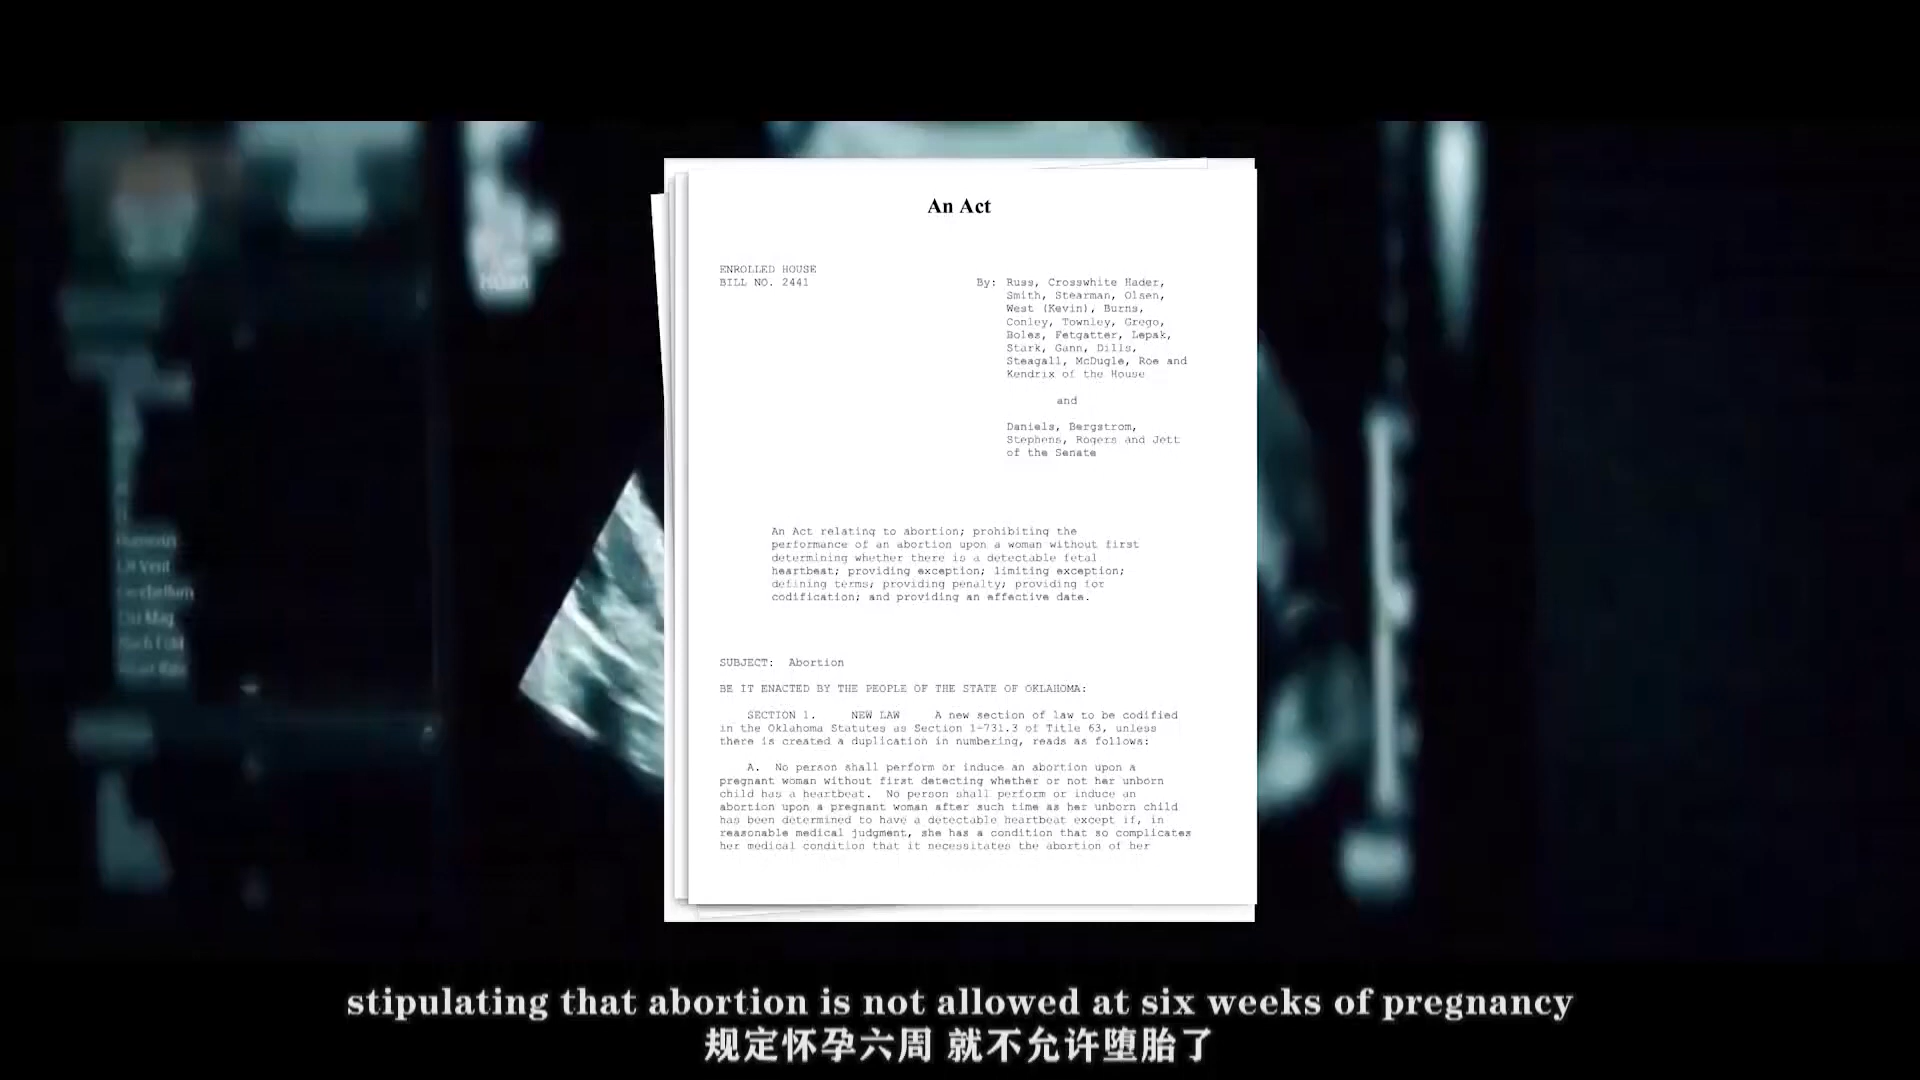 An Act
ENROLLED HOUSE
BILL NO. 2441
By: Russ, Crosswhite Hader,
Smith, Stearman, Olsen,
West (Kevin), Burns,
Conley, Townley, Grego,
Boles, Fetgatter, Lepak,
Stark, Gann, Dills,
Steagall, McDugle, Roe and
Kendrix of the House
and
Daniels, Bergstrom,
Stephens, Rogers and Jett
of the Senate
An Act relating to abortion; prohibiting the
performance of an abortion upon a woman without first
determining whether there is a detectable fetal
heartbeat; providing exception; limiting exception;
defining terms; providing penalty; providing for
codification; and providing an effective date.
SUBJECT: Abortion
BE IT ENACTED BY THE PEOPLE OF THE STATE OF OKLAHOMA:
SECTION 1. NEW LAW A new section of law to be codified
in the Oklahoma Statutes as Section 1-731.3 of Title 63, unless
there is created a duplication in numbering, reads as follows:
A. No person shall perform or induce an abortion upon a
pregnant woman without first detecting whether or not her unborn
child has a heartbeat. No person shall perform or induce an
abortion upon a pregnant woman after such time as her unborn child
has been determined to have a detectable heartbeat except if, in
reasonable medical judgment, she has a condition that so complicates
her medical condition that it necessitates the abortion of her
Lat Vent
Cerebellum
Cist Mag
Heart Rate
stipulating that abortion is not allowed at six weeks of pregnancy
规定怀孕六周 就不允许堕胎了